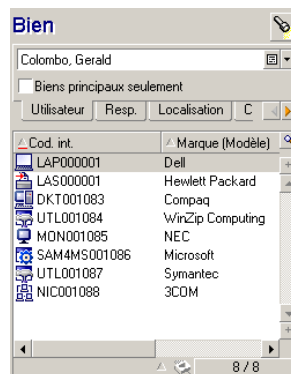 Bien
Colombo, Gerald
Biens principaux seulement
Utilisateur Resp. Localisation C
Cod. int. Marque (Modèle)
LAP000001 Dell
LAS000001 Hewlett Packard
DKT001083 Compaq
UTL001084 WinZip Computing
MON001085 NEC
SAM4MS001086 Microsoft
UTL001087 Symantec
NIC001088 3COM
8 / 8